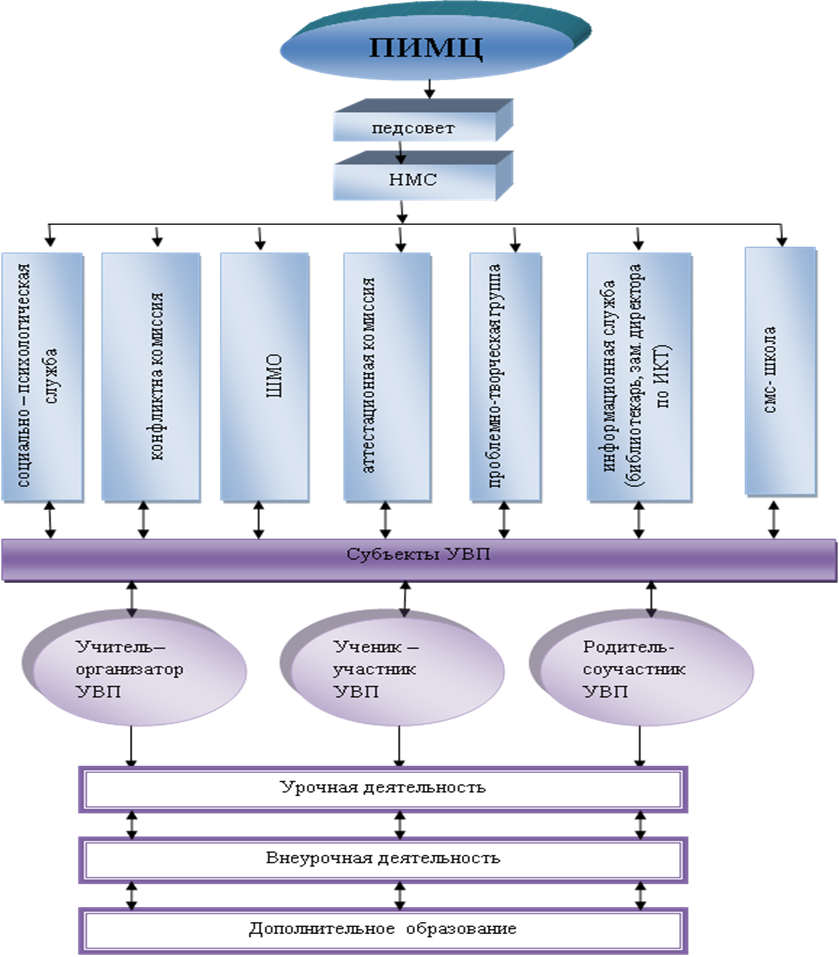 ПИМЦ
педсовет
НМС
социально – психологическая
служба
конфликтна комиссия
ШМО
аттестационная комиссия
проблемно-творческая группа
информационная служба
(библиотекарь, зам. директора
по ИКТ)
смс- школа
Субъекты УВП
Учитель–
организатор
УВП
Ученик –
участник
УВП
Родитель-
соучастник
УВП
Урочная деятельность
Внеурочная деятельность
Дополнительное образование